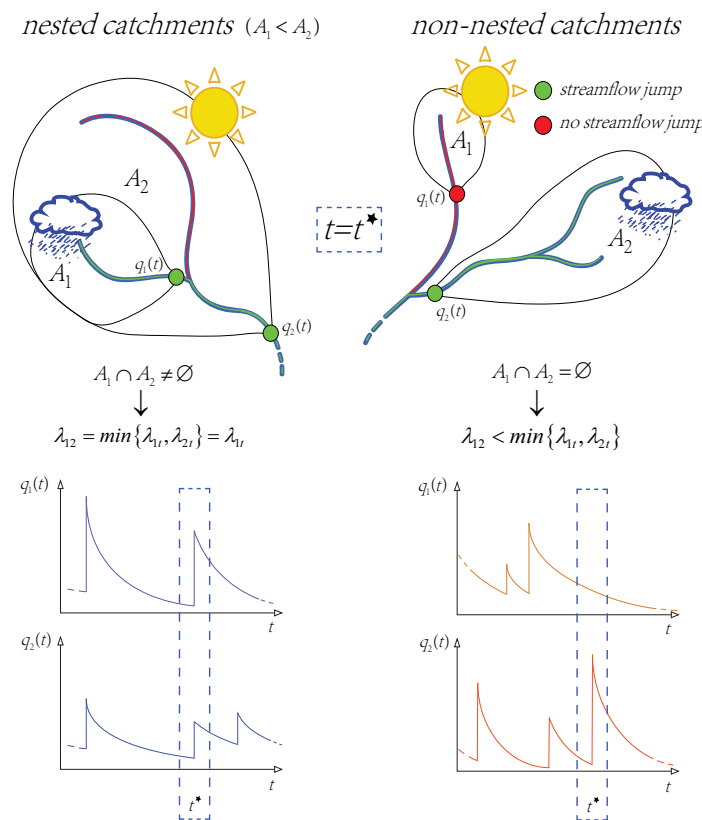 nested catchments (A₁ < A₂)
non-nested catchments
streamflow jump
no streamflow jump
A₁
A₂
q₁(t)
t=t★
A₂
A₁
q₁(t)
q₂(t)
q₂(t)
A₁ ∩ A₂ ≠ ∅
A₁ ∩ A₂ = ∅
λ₁₂ = min{λ₁ₜ, λ₂ₜ} = λ₁ₜ
λ₁₂ < min{λ₁ₜ, λ₂ₜ}
q₁(t)
q₁(t)
t
t
q₂(t)
q₂(t)
t
t
t★
t★